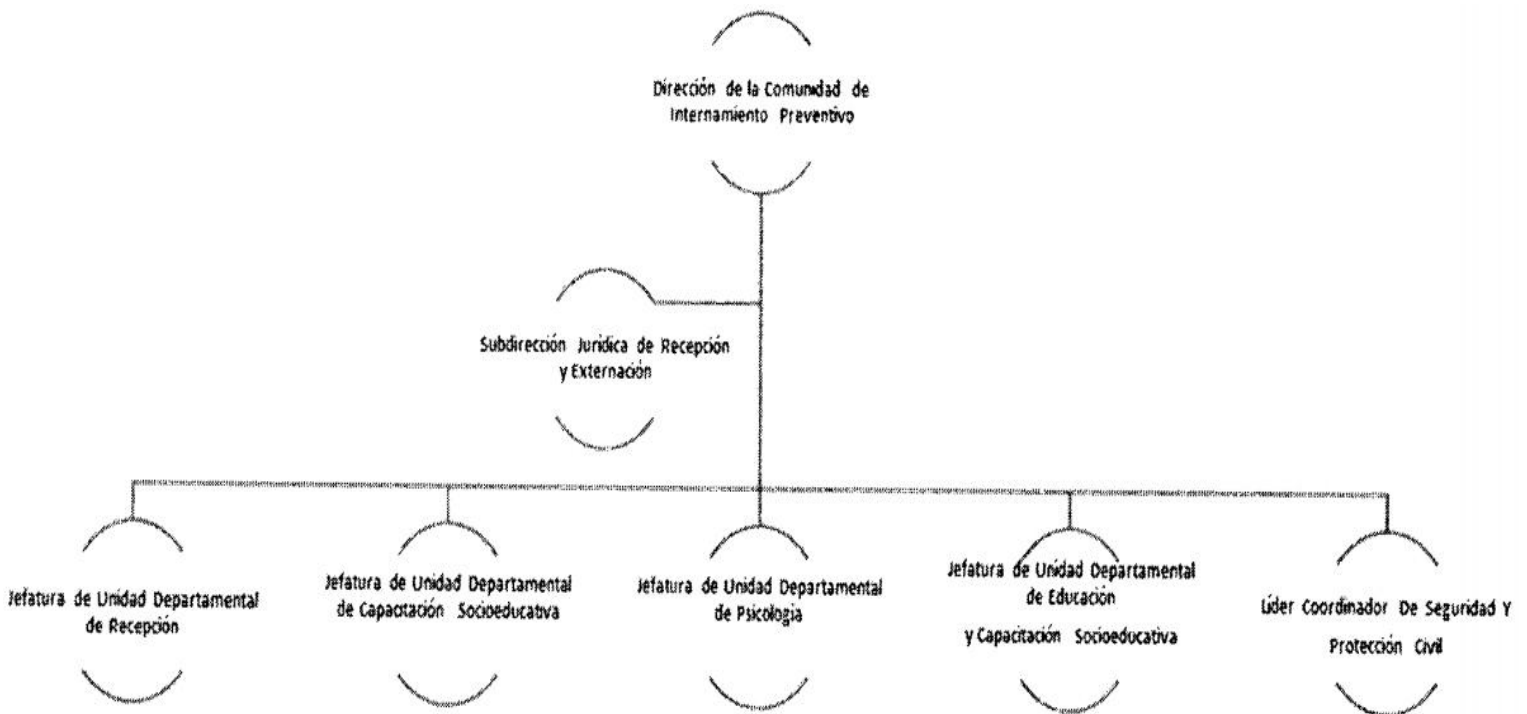 Dirección de la Comunidad de
Internamiento Preventivo
Subdirección Jurídica de Recepción
y Externación
Jefatura de Unidad Departamental
de Recepción
Jefatura de Unidad Departamental
de Capacitación Socioeducativa
Jefatura de Unidad Departamental
de Psicología
Jefatura de Unidad Departamental
de Educación
y Capacitación Socioeducativa
Líder Coordinador De Seguridad Y
Protección Civil